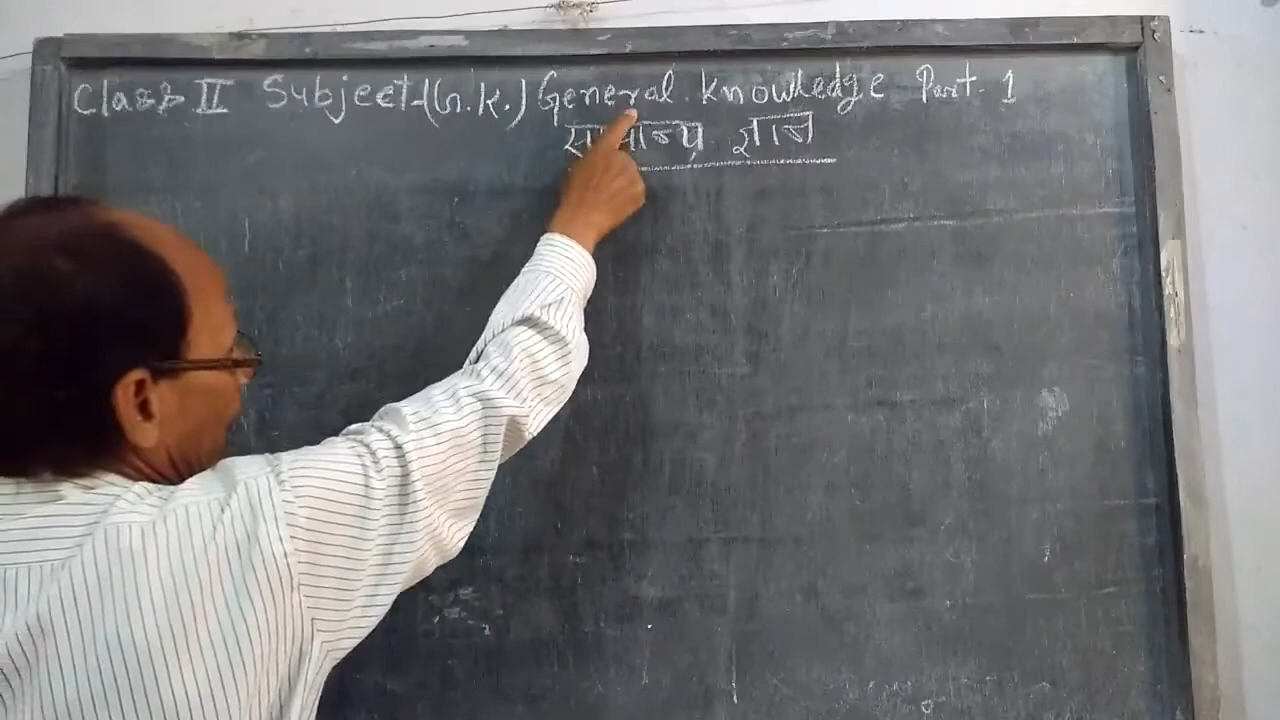 Class II Subject-(G.K.) General Knowledge Part-1
सामान्य ज्ञान